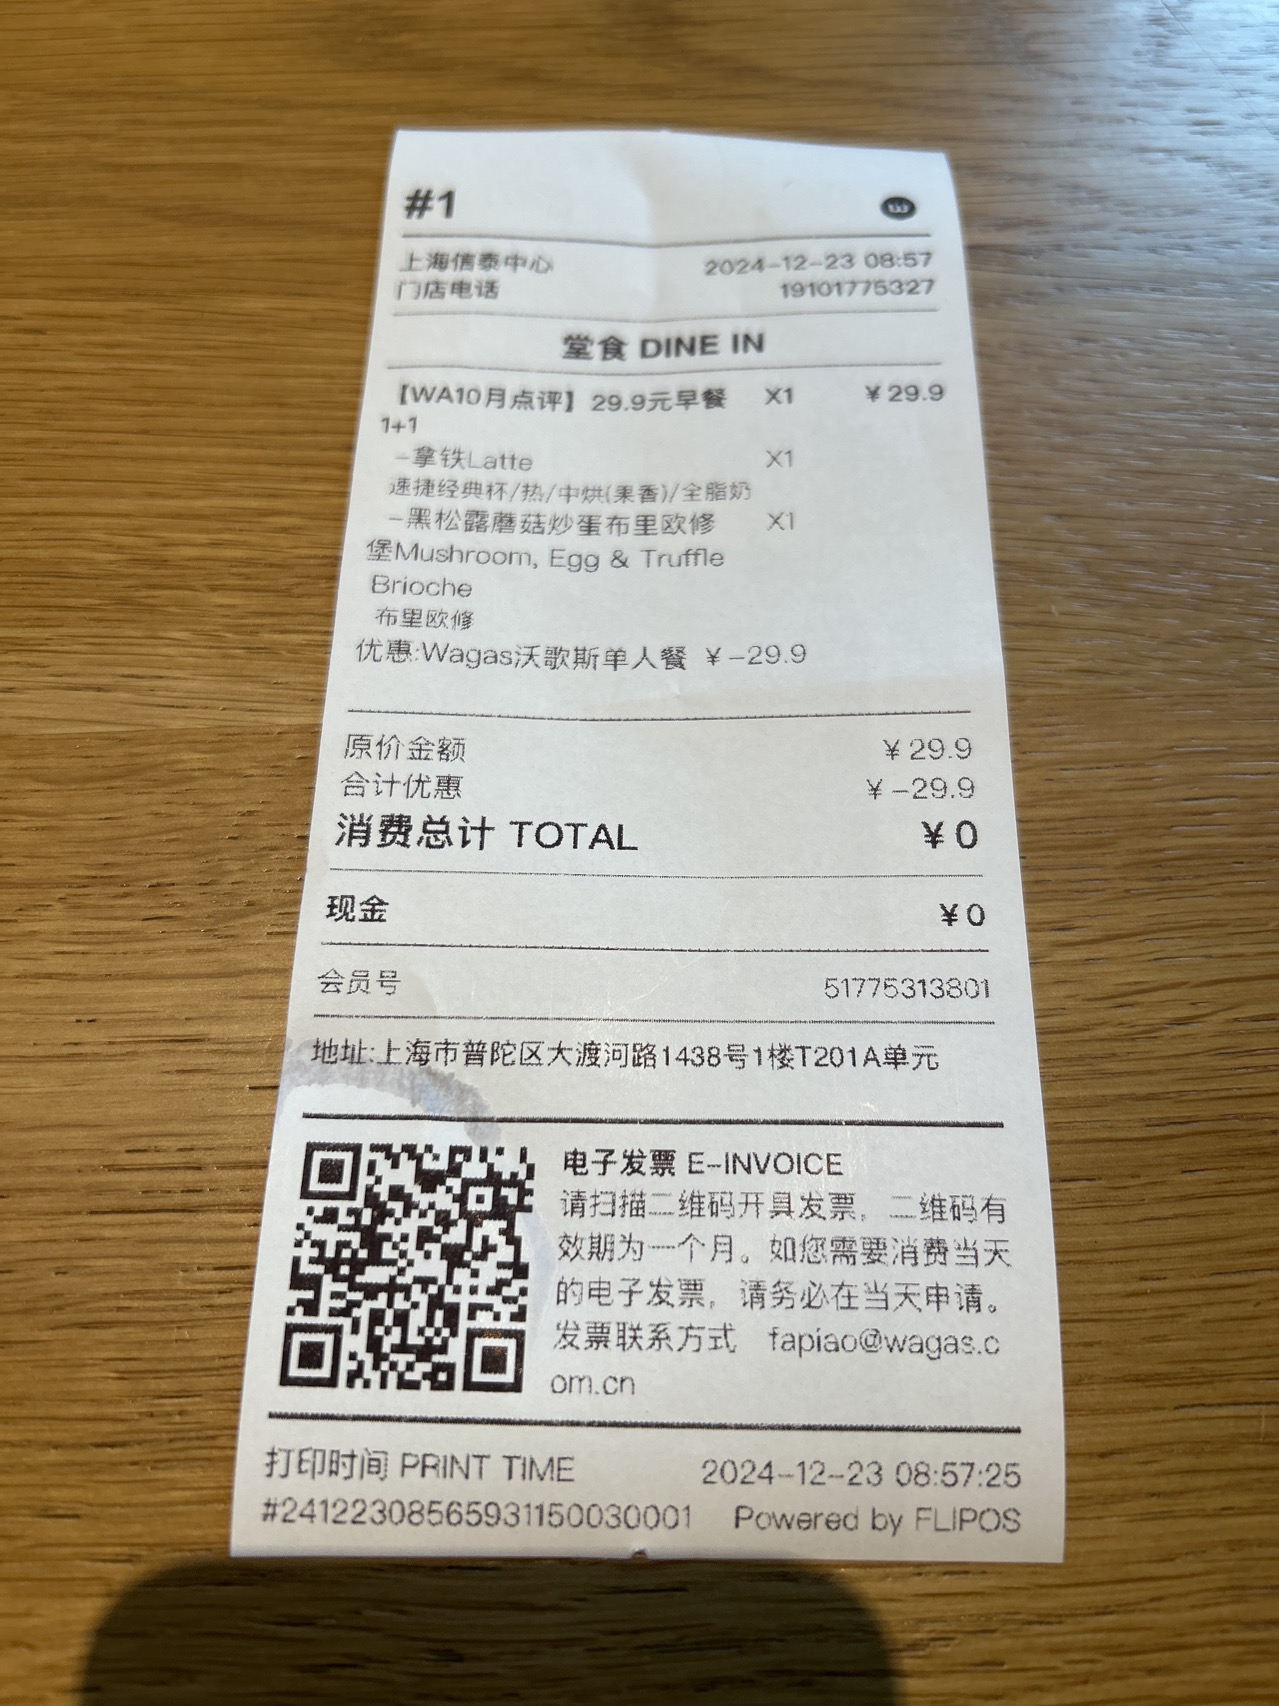 #1
上海信泰中心 2024-12-23 08:57
门店电话 19101775327
堂食 DINE IN
【WA10月点评】29.9元早餐 X1 ¥29.9
1+1
-拿铁Latte X1
速捷经典杯/热/中烘(果香)/全脂奶
-黑松露蘑菇炒蛋布里欧修 X1
堡Mushroom, Egg & Truffle
Brioche
布里欧修
优惠:Wagas沃歌斯单人餐 ¥-29.9
原价金额 ¥29.9
合计优惠 ¥-29.9
消费总计 TOTAL ¥0
现金 ¥0
会员号 51775313801
地址:上海市普陀区大渡河路1438号1楼T201A单元
电子发票 E-INVOICE
请扫描二维码开具发票，二维码有
效期为一个月。如您需要消费当天
的电子发票，请务必在当天申请。
发票联系方式 fapiao@wagas.c
om.cn
打印时间 PRINT TIME 2024-12-23 08:57:25
#24122308565931150030001 Powered by FLIPOS